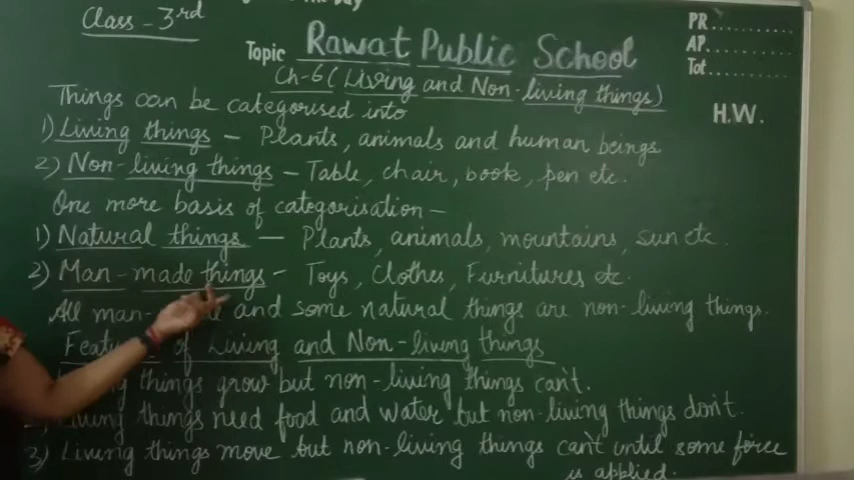 Day
Class - 3rd
PR..........
Topic Rawat Public School
AP..........
Tot..........
Ch-6 (Living and Non-living things)
H.W.
Things can be categorised into
1) Living things - Plants, animals and human beings
2) Non-living things - Table, chair, book, pen etc.
One more basis of categorisation -
1) Natural things - Plants, animals, mountains, sun etc.
2) Man-made things - Toys, Clothes, Furnitures etc.
All man- and some natural things are non-living things.
of Living and Non-living things
things grow but non-living things can't.
Living things need food and water but non-living things don't.
3) Living things move but non-living things can't until some force
is applied.